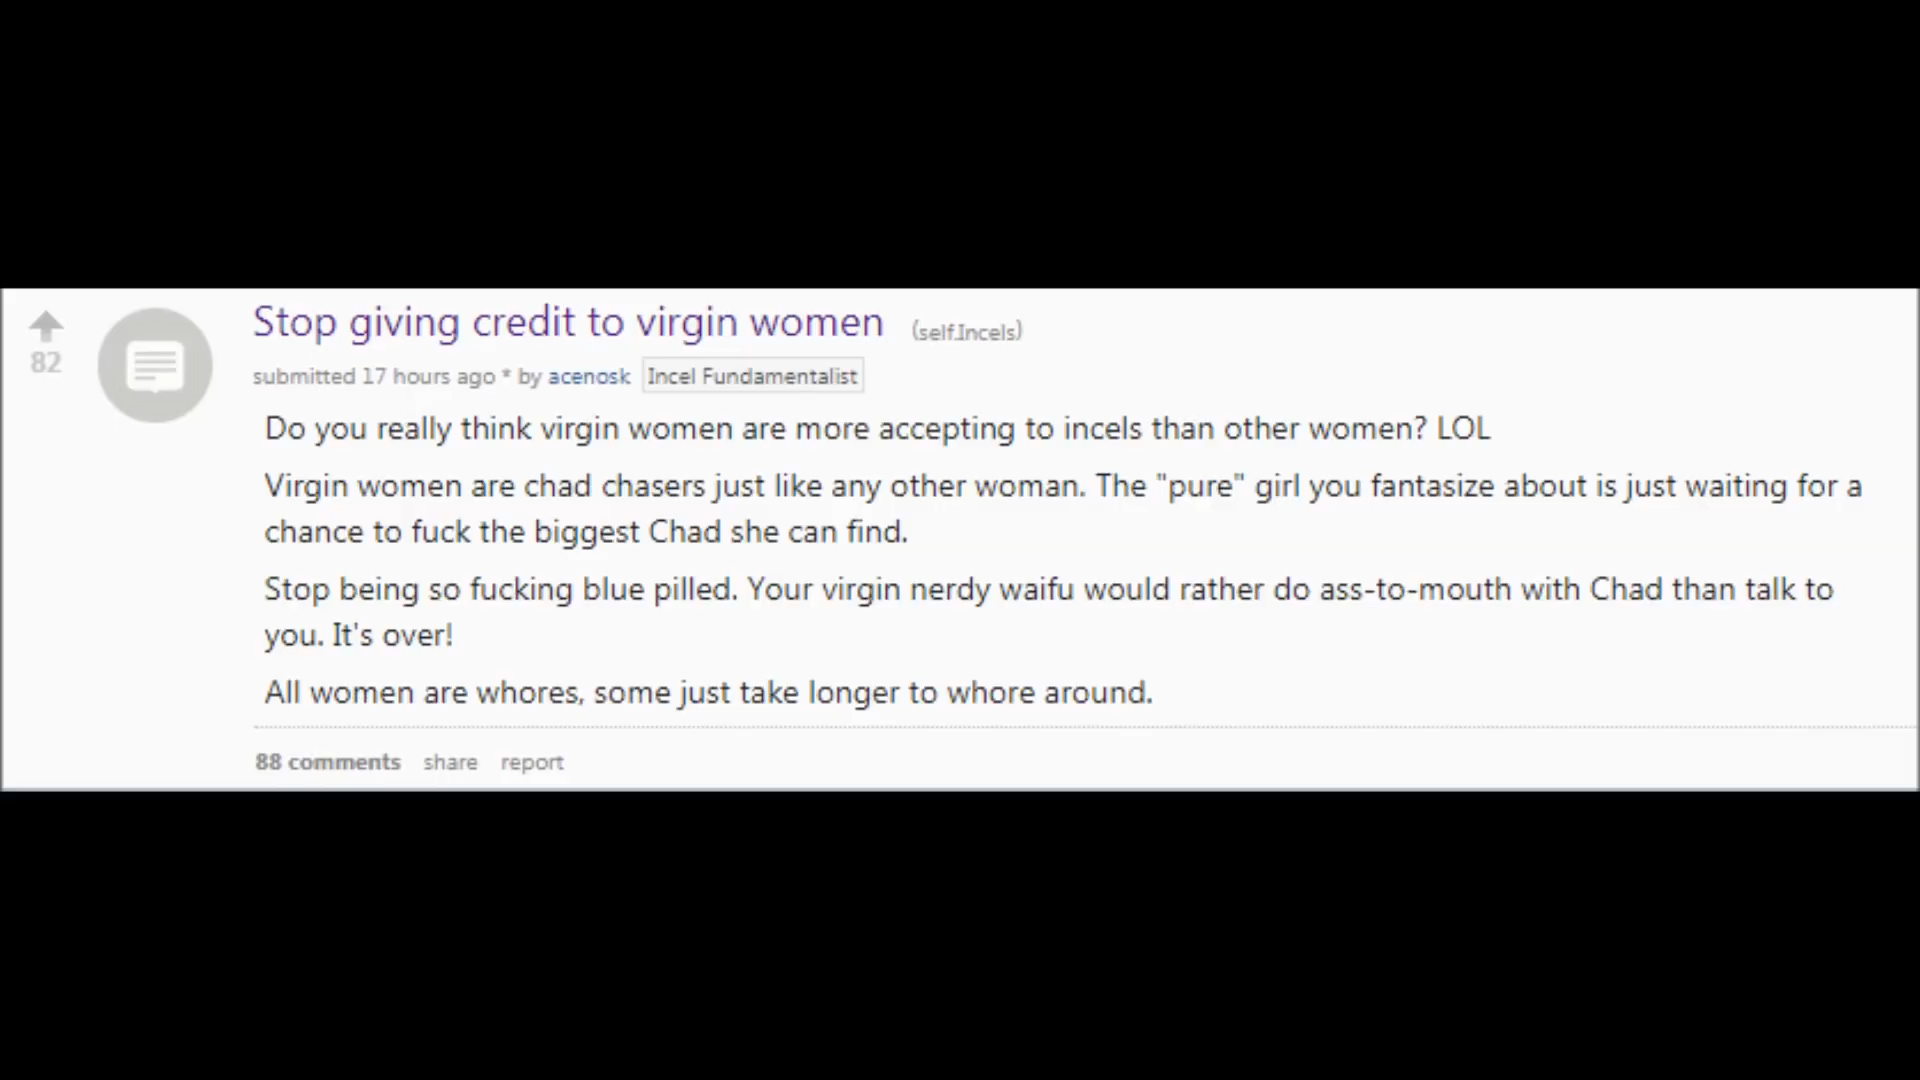 Stop giving credit to virgin women (self.Incels)
82
submitted 17 hours ago * by acenosk Incel Fundamentalist
Do you really think virgin women are more accepting to incels than other women? LOL
Virgin women are chad chasers just like any other woman. The "pure" girl you fantasize about is just waiting for a
chance to fuck the biggest Chad she can find.
Stop being so fucking blue pilled. Your virgin nerdy waifu would rather do ass-to-mouth with Chad than talk to
you. It's over!
All women are whores, some just take longer to whore around.
88 comments share report